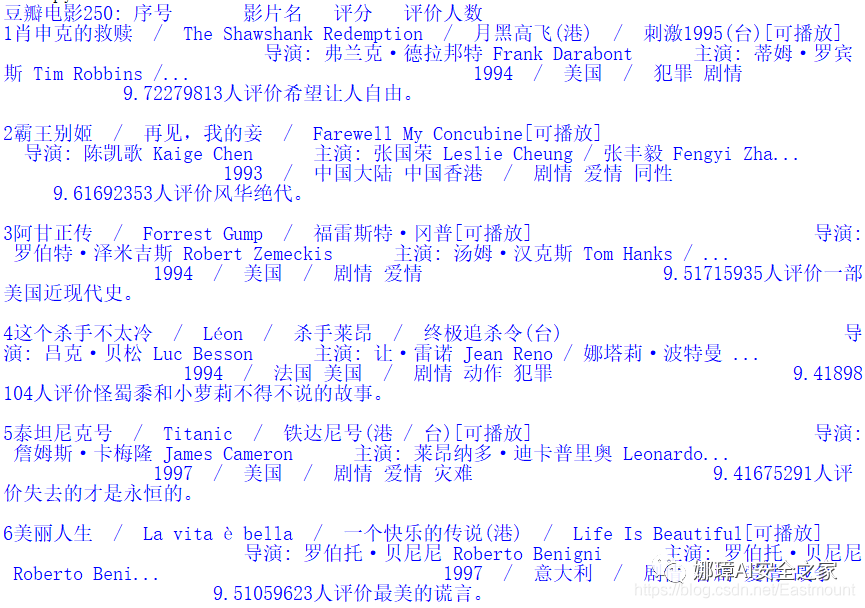 豆瓣电影250: 序号 影片名 评分 评价人数
1肖申克的救赎 / The Shawshank Redemption / 月黑高飞(港) / 刺激1995(台)[可播放]
导演: 弗兰克·德拉邦特 Frank Darabont 主演: 蒂姆·罗宾
斯 Tim Robbins /... 1994 / 美国 / 犯罪 剧情
9.72279813人评价希望让人自由。
2霸王别姬 / 再见，我的妾 / Farewell My Concubine[可播放]
导演: 陈凯歌 Kaige Chen 主演: 张国荣 Leslie Cheung / 张丰毅 Fengyi Zha...
1993 / 中国大陆 中国香港 / 剧情 爱情 同性
9.61692353人评价风华绝代。
3阿甘正传 / Forrest Gump / 福雷斯特·冈普[可播放] 导演:
罗伯特·泽米吉斯 Robert Zemeckis 主演: 汤姆·汉克斯 Tom Hanks / ...
1994 / 美国 / 剧情 爱情 9.51715935人评价一部
美国近现代史。
4这个杀手不太冷 / Léon / 杀手莱昂 / 终极追杀令(台) 导
演: 吕克·贝松 Luc Besson 主演: 让·雷诺 Jean Reno / 娜塔莉·波特曼 ...
1994 / 法国 美国 / 剧情 动作 犯罪 9.41898
104人评价怪蜀黍和小萝莉不得不说的故事。
5泰坦尼克号 / Titanic / 铁达尼号(港 / 台)[可播放] 导演:
詹姆斯·卡梅隆 James Cameron 主演: 莱昂纳多·迪卡普里奥 Leonardo...
1997 / 美国 / 剧情 爱情 灾难 9.41675291人评
价失去的才是永恒的。
6美丽人生 / La vita è bella / 一个快乐的传说(港) / Life Is Beautiful[可播放]
导演: 罗伯托·贝尼尼 Roberto Benigni 主演: 罗伯托·贝尼尼
Roberto Beni... 1997 / 意大利 / 剧
娜璋AI安全之家
9.51059623人评价最美的谎言。
https://blog.csdn.net/Eastmount